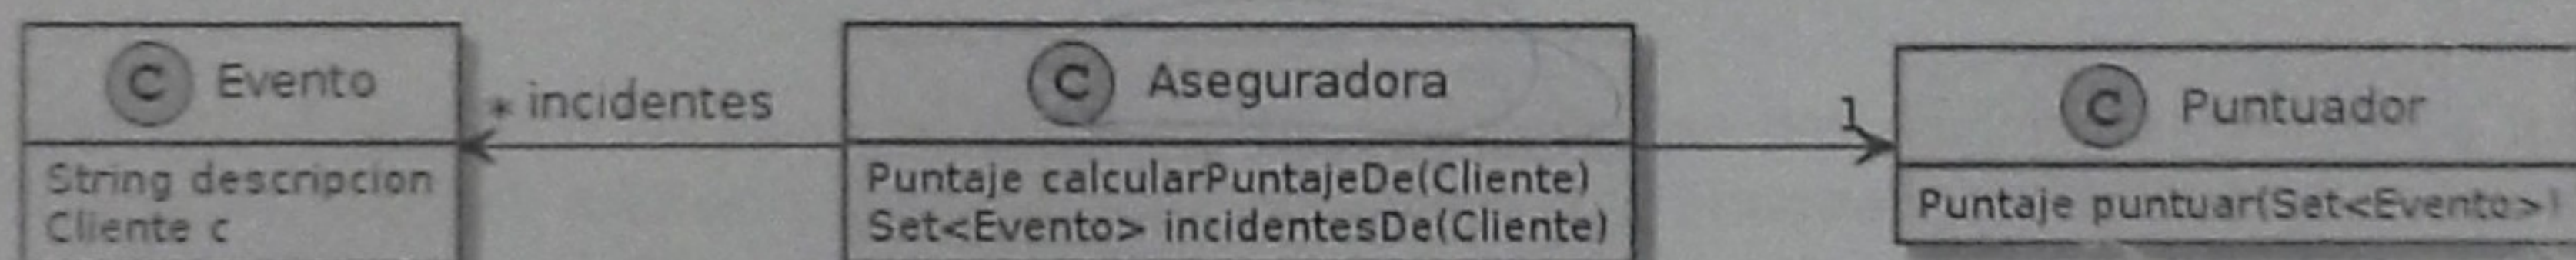 C Evento
String descripcion
Cliente c
* incidentes
C Aseguradora
Puntaje calcularPuntajeDe(Cliente)
Set<Evento> incidentesDe(Cliente)
1
C Puntuador
Puntaje puntuar(Set<Evento>)